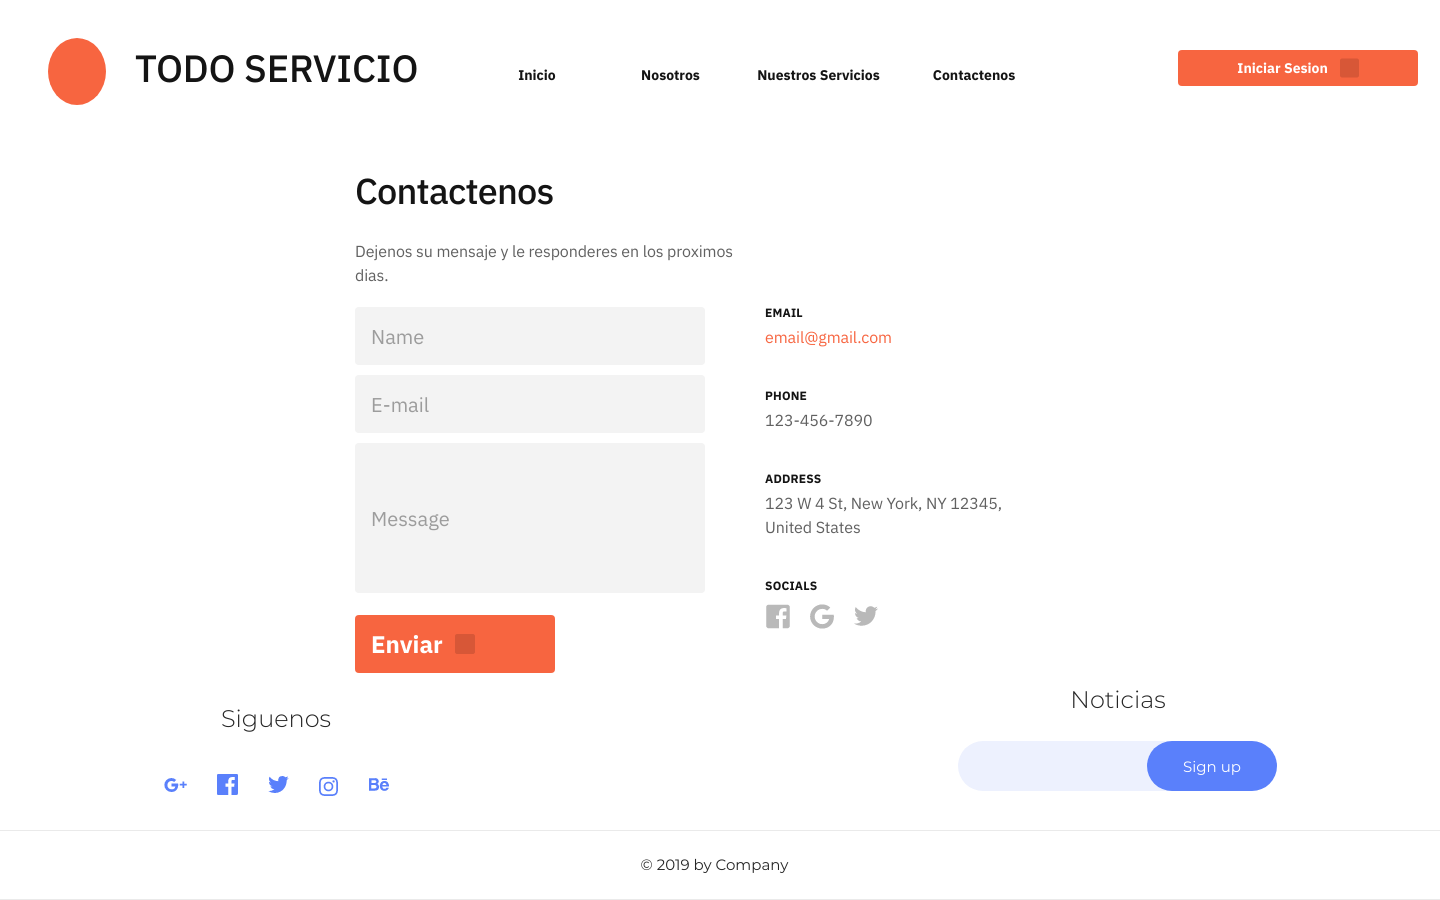 TODO SERVICIO
Inicio
Nosotros
Nuestros Servicios
Contactenos
Iniciar Sesion
Contactenos
Dejenos su mensaje y le responderes en los proximos
dias.
Name
E-mail
Message
Enviar
EMAIL
email@gmail.com
PHONE
123-456-7890
ADDRESS
123 W 4 St, New York, NY 12345,
United States
SOCIALS
Siguenos
Noticias
Sign up
© 2019 by Company